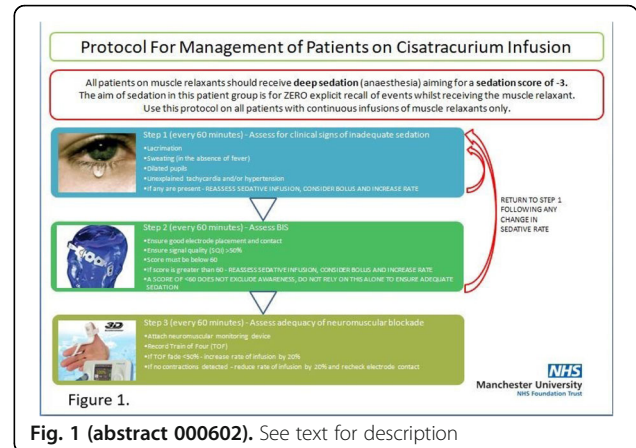 Protocol For Management of Patients on Cisatracurium Infusion
All patients on muscle relaxants should receive deep sedation (anaesthesia) aiming for a sedation score of -3.
The aim of sedation in this patient group is for ZERO explicit recall of events whilst receiving the muscle relaxant.
Use this protocol on all patients with continuous infusions of muscle relaxants only.
Step 1 (every 60 minutes) - Assess for clinical signs of inadequate sedation
•Lacrimation
•Sweating (in the absence of fever)
•Dilated pupils
•Unexplained tachycardia and/or hypertension
•If any are present - REASSESS SEDATIVE INFUSION, CONSIDER BOLUS AND INCREASE RATE
RETURN TO STEP 1
FOLLOWING ANY
CHANGE IN
SEDATIVE RATE
Step 2 (every 60 minutes) - Assess BIS
•Ensure good electrode placement and contact
•Ensure signal quality (SQI) >50%
•Score must be below 60
•If score is greater than 60 - REASSESS SEDATIVE INFUSION, CONSIDER BOLUS AND INCREASE RATE
•A SCORE OF <60 DOES NOT EXCLUDE AWARENESS, DO NOT RELY ON THIS ALONE TO ENSURE ADEQUATE
SEDATION
Step 3 (every 60 minutes) - Assess adequacy of neuromuscular blockade
3D
•Attach neuromuscular monitoring device
•Record Train of Four (TOF)
•If TOF fade <50% - increase rate of infusion by 20%
•If no contractions detected – reduce rate of infusion by 20% and recheck electrode contact
NHS
Manchester University
NHS Foundation Trust
Figure 1.
Fig. 1 (abstract 000602). See text for description